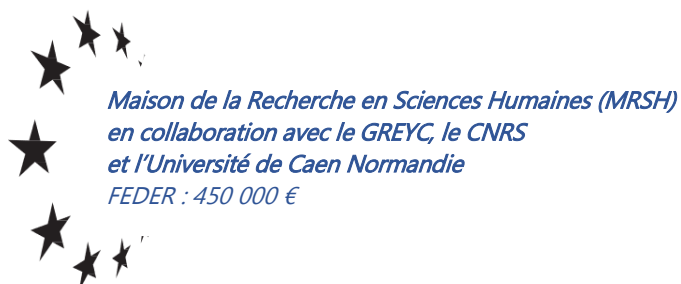 Maison de la Recherche en Sciences Humaines (MRSH)
en collaboration avec le GREYC, le CNRS
et l’Université de Caen Normandie
FEDER : 450 000 €